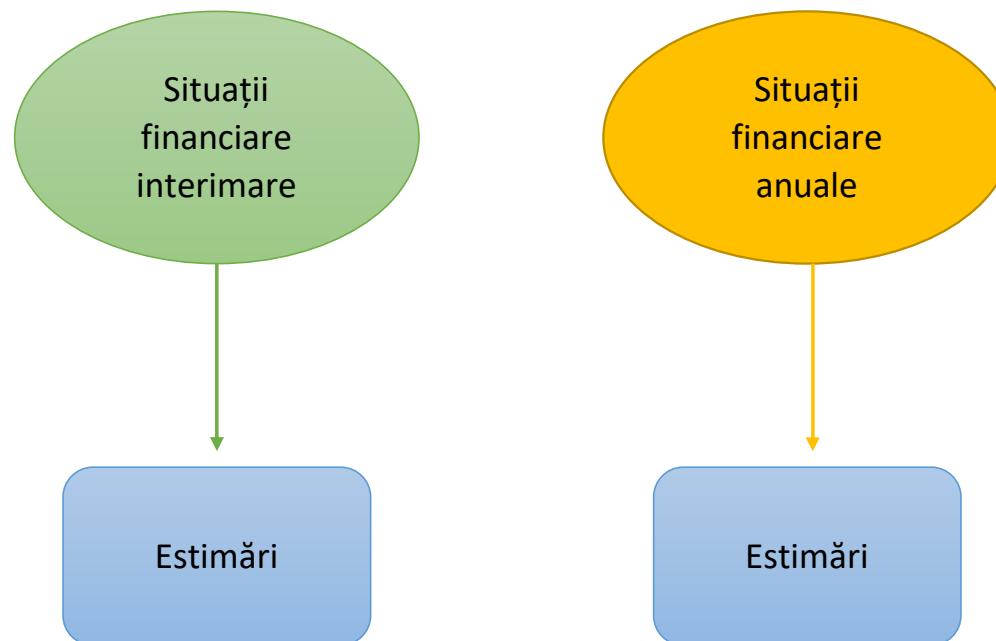 Situații
financiare
interimare
Situații
financiare
anuale
Estimări
Estimări